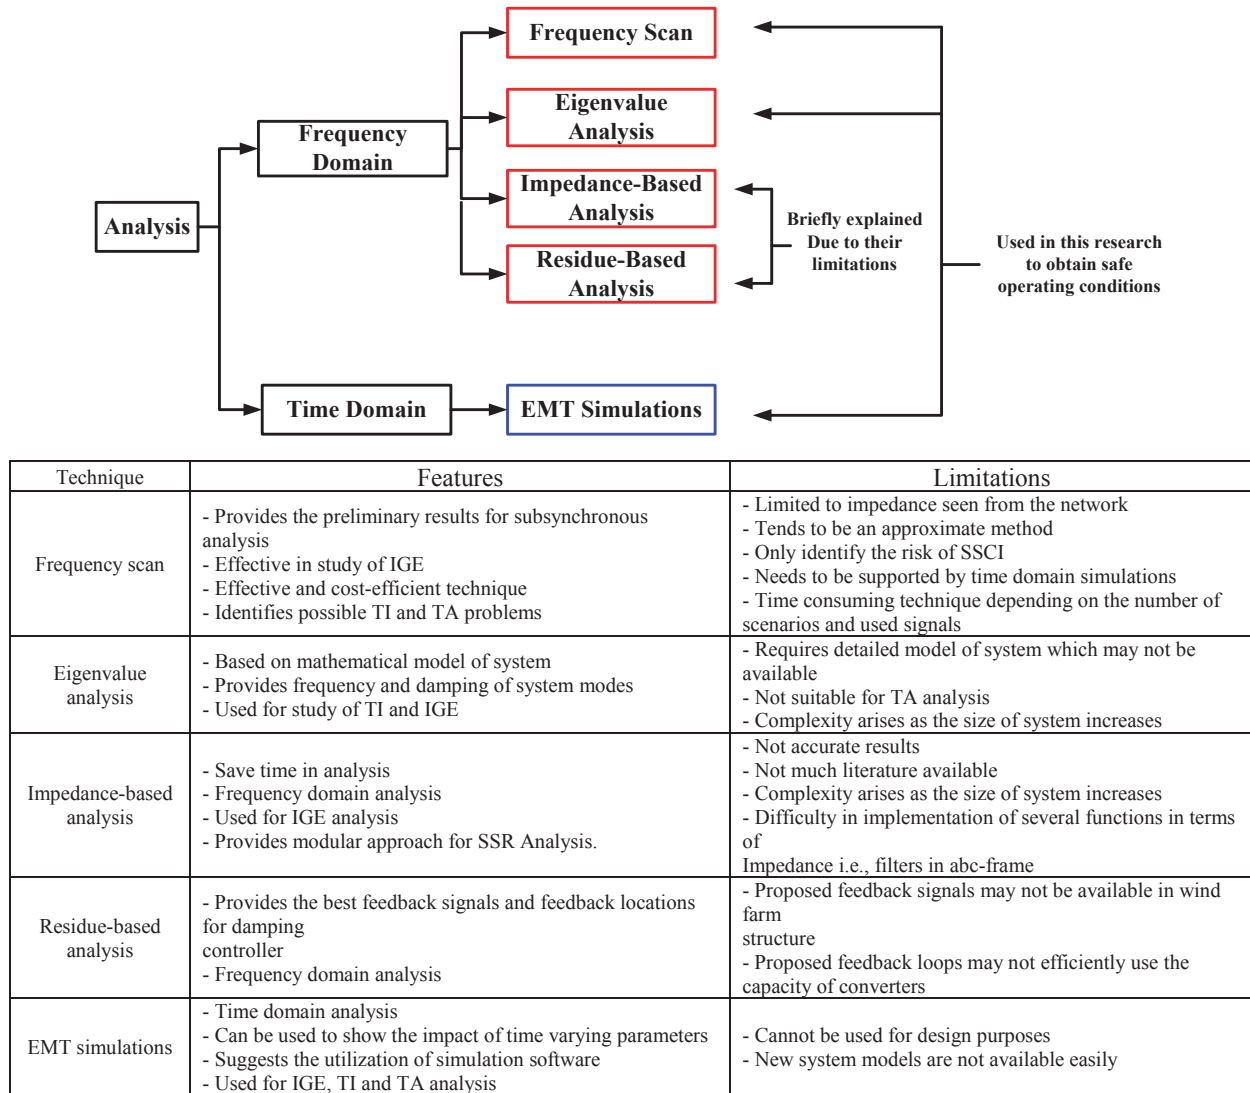 Frequency Scan
Eigenvalue
Analysis
Frequency
Domain
Impedance-Based
Analysis
Briefly explained
Due to their
limitations
Analysis
Used in this research
to obtain safe
operating conditions
Residue-Based
Analysis
Time Domain
EMT Simulations
Technique
Features
Limitations
Frequency scan
- Provides the preliminary results for subsynchronous
analysis
- Effective in study of IGE
- Effective and cost-efficient technique
- Identifies possible TI and TA problems
- Limited to impedance seen from the network
- Tends to be an approximate method
- Only identify the risk of SSCI
- Needs to be supported by time domain simulations
- Time consuming technique depending on the number of
scenarios and used signals
Eigenvalue
analysis
- Based on mathematical model of system
- Provides frequency and damping of system modes
- Used for study of TI and IGE
- Requires detailed model of system which may not be
available
- Not suitable for TA analysis
- Complexity arises as the size of system increases
Impedance-based
analysis
- Save time in analysis
- Frequency domain analysis
- Used for IGE analysis
- Provides modular approach for SSR Analysis.
- Not accurate results
- Not much literature available
- Complexity arises as the size of system increases
- Difficulty in implementation of several functions in terms
of
Impedance i.e., filters in abc-frame
Residue-based
analysis
- Provides the best feedback signals and feedback locations
for damping
controller
- Frequency domain analysis
- Proposed feedback signals may not be available in wind
farm
structure
- Proposed feedback loops may not efficiently use the
capacity of converters
EMT simulations
- Time domain analysis
- Can be used to show the impact of time varying parameters
- Suggests the utilization of simulation software
- Used for IGE, TI and TA analysis
- Cannot be used for design purposes
- New system models are not available easily